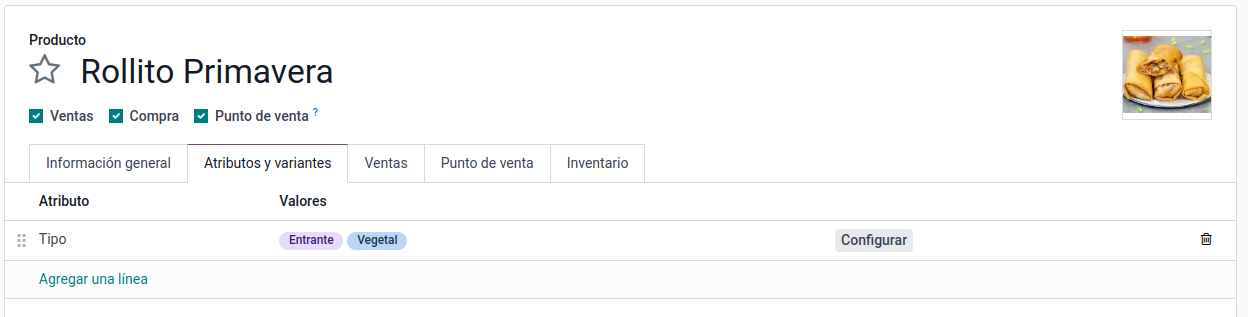 Producto
Rollito Primavera
Ventas Compra Punto de venta ?
Información general Atributos y variantes Ventas Punto de venta Inventario
Atributo Valores
Tipo Entrante Vegetal Configurar
Agregar una línea